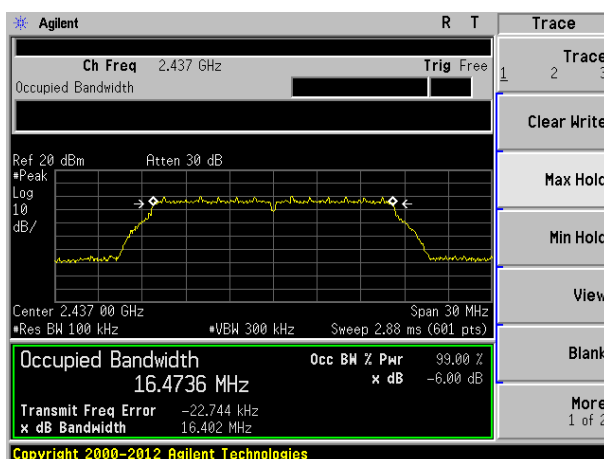 Agilent R T Trace
Ch Freq 2.437 GHz Trig Free
Occupied Bandwidth
Trace
1 2 3
Clear Write
Max Hold
Min Hold
View
Blank
More
1 of 2
Ref 20 dBm Atten 30 dB
#Peak
Log
10
dB/
Center 2.437 00 GHz Span 30 MHz
#Res BW 100 kHz #VBW 300 kHz Sweep 2.88 ms (601 pts)
Occupied Bandwidth Occ BW % Pwr 99.00 %
16.4736 MHz x dB -6.00 dB
Transmit Freq Error -22.744 kHz
x dB Bandwidth 16.402 MHz
Copyright 2000-2012 Agilent Technologies